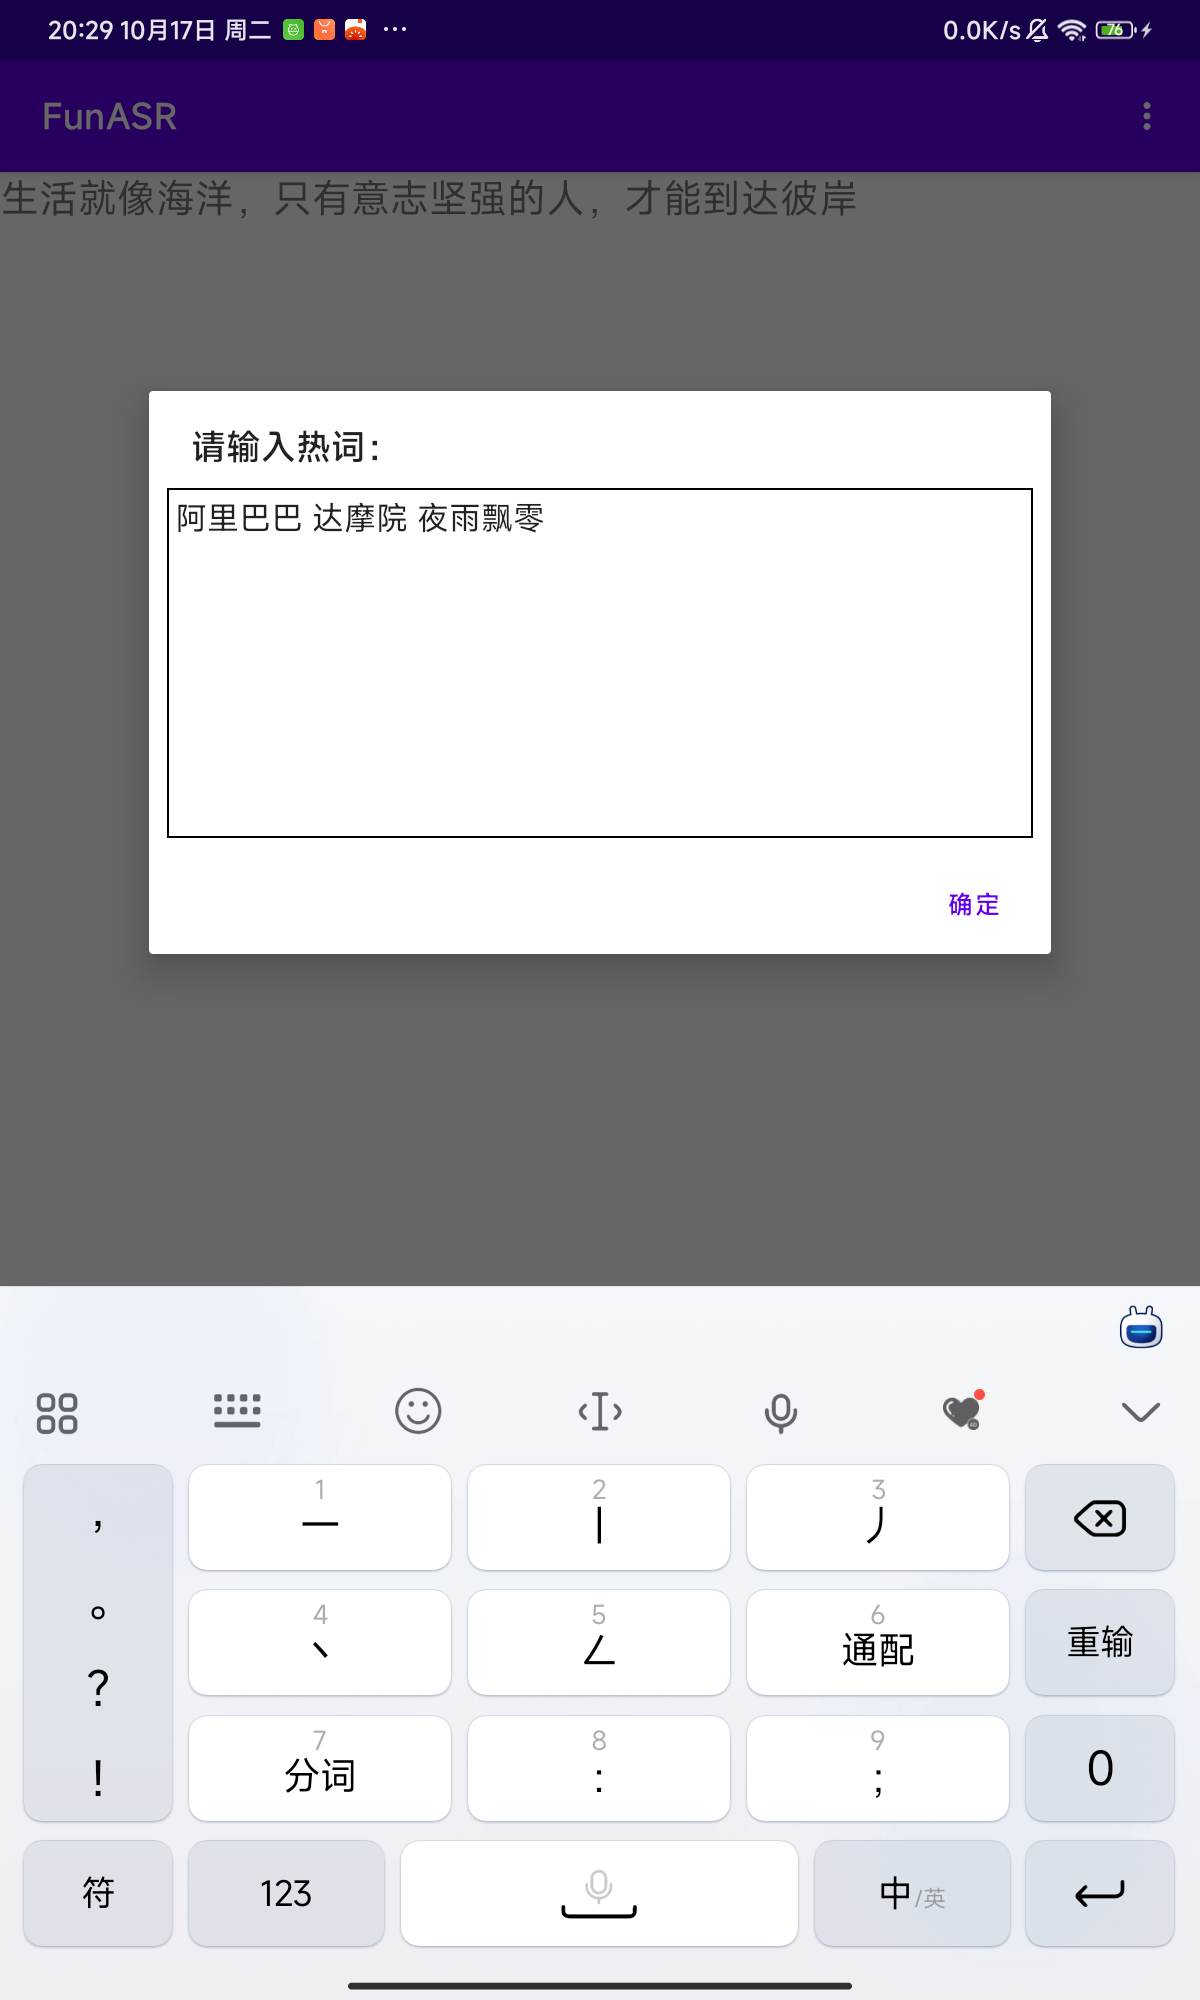 20:29 10月17日 周二 ··· 0.0K/s 76
FunASR
生活就像海洋，只有意志坚强的人，才能到达彼岸
请输入热词：
阿里巴巴 达摩院 夜雨飘零
确定
，
。
？
！
1 一
2 丨
3 丿
4 丶
5 ㄥ
6 通配
重输
7 分词
8 :
9 ;
0
符
123
中/英